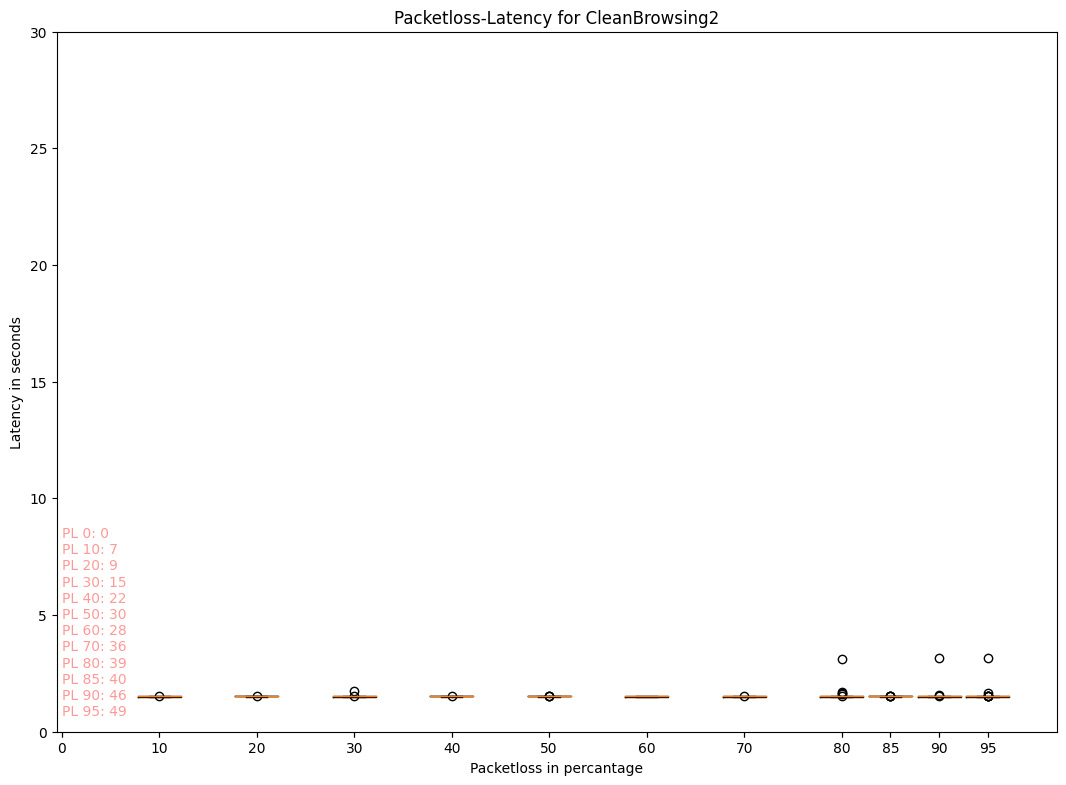 Packetloss-Latency for CleanBrowsing2
30
25
20
15
10
5
0
Latency in seconds
PL 0: 0
PL 10: 7
PL 20: 9
PL 30: 15
PL 40: 22
PL 50: 30
PL 60: 28
PL 70: 36
PL 80: 39
PL 85: 40
PL 90: 46
PL 95: 49
0 10 20 30 40 50 60 70 80 85 90 95
Packetloss in percantage